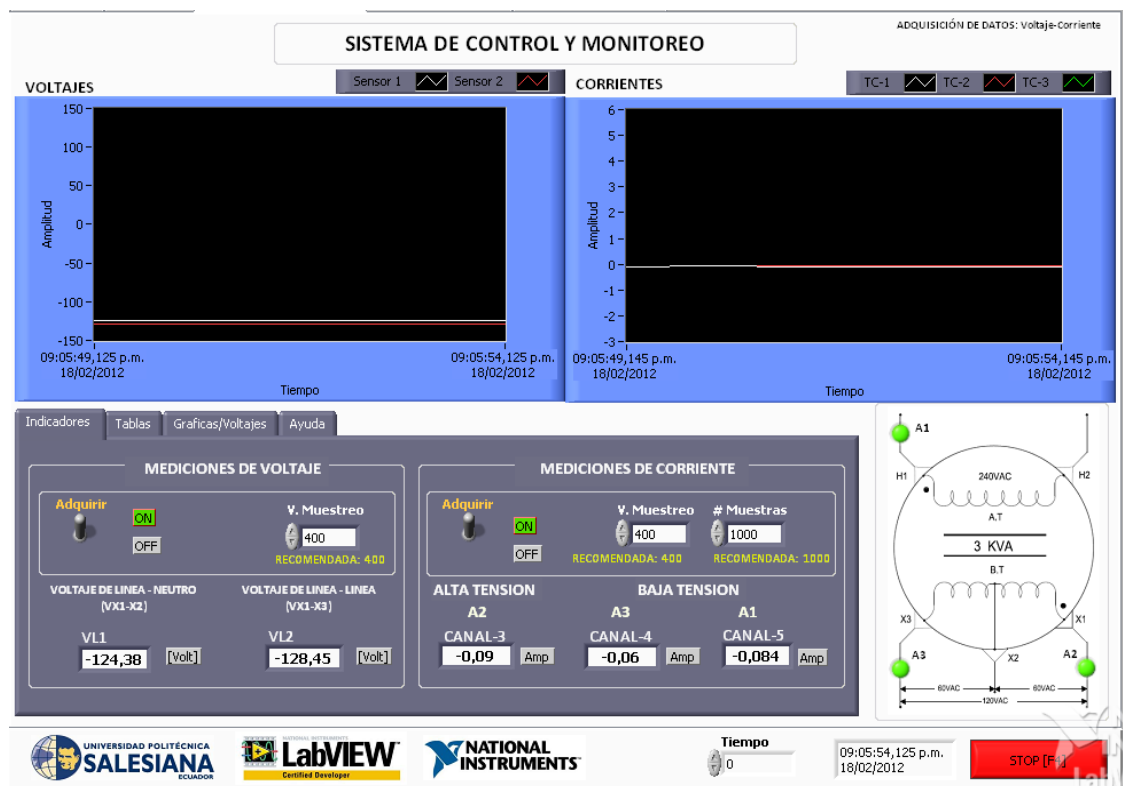 ADQUISICIÓN DE DATOS: Voltaje-Corriente
SISTEMA DE CONTROL Y MONITOREO
VOLTAJES
Sensor 1 Sensor 2
CORRIENTES
TC-1 TC-2 TC-3
150
100
50
0
-50
-100
-150
Amplitud
09:05:49,125 p.m.
18/02/2012
09:05:54,125 p.m.
18/02/2012
Tiempo
6
5
4
3
2
1
0
-1
-2
-3
Amplitud
09:05:49,145 p.m.
18/02/2012
09:05:54,145 p.m.
18/02/2012
Tiempo
Indicadores Tablas Graficas/Voltajes Ayuda
MEDICIONES DE VOLTAJE
Adquirir
ON
OFF
V. Muestreo
400
RECOMENDADA: 400
VOLTAJE DE LINEA - NEUTRO
(VX1-X2)
VL1
-124,38 [Volt]
VOLTAJE DE LINEA - LINEA
(VX1-X3)
VL2
-128,45 [Volt]
MEDICIONES DE CORRIENTE
Adquirir
ON
OFF
V. Muestreo
400
RECOMENDADA: 400
# Muestras
1000
RECOMENDADA: 1000
ALTA TENSION
A2
CANAL-3
-0,09 Amp
BAJA TENSION
A3
CANAL-4
-0,06 Amp
A1
CANAL-5
-0,084 Amp
A1
H1
240VAC
H2
A.T
3 KVA
B.T
X3
X1
A3
X2
A2
60VAC
60VAC
120VAC
UNIVERSIDAD POLITÉCNICA
SALESIANA
ECUADOR
NATIONAL INSTRUMENTS
LabVIEW
Certified Developer
NATIONAL
INSTRUMENTS
Tiempo
0
09:05:54,125 p.m.
18/02/2012
STOP [F4]